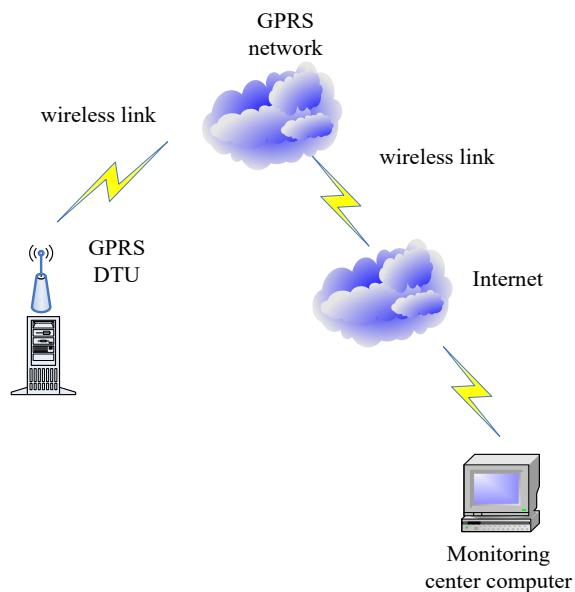 GPRS
network
wireless link
wireless link
GPRS
DTU
Internet
Monitoring
center computer